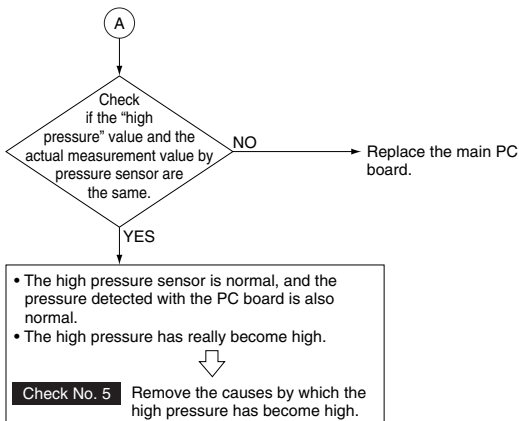 A
Check
if the “high
pressure” value and the
actual measurement value by
pressure sensor are
the same.
NO
Replace the main PC
board.
YES
• The high pressure sensor is normal, and the
pressure detected with the PC board is also
normal.
• The high pressure has really become high.
Check No. 5
Remove the causes by which the
high pressure has become high.